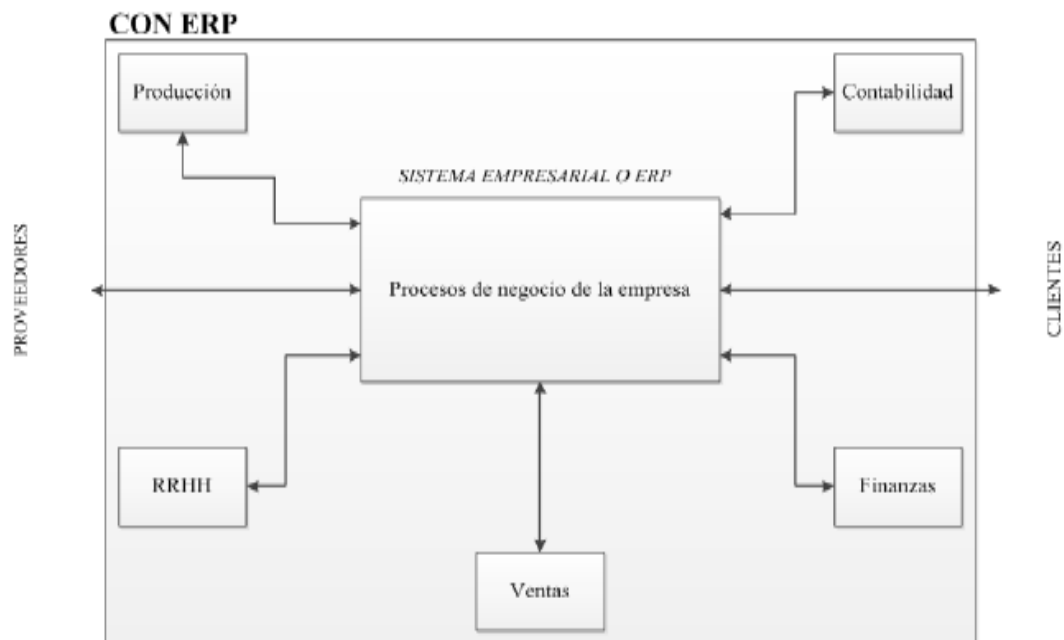 CON ERP
Producción
Contabilidad
SISTEMA EMPRESARIAL O ERP
PROVEEDORES
Procesos de negocio de la empresa
CLIENTES
RRHH
Finanzas
Ventas